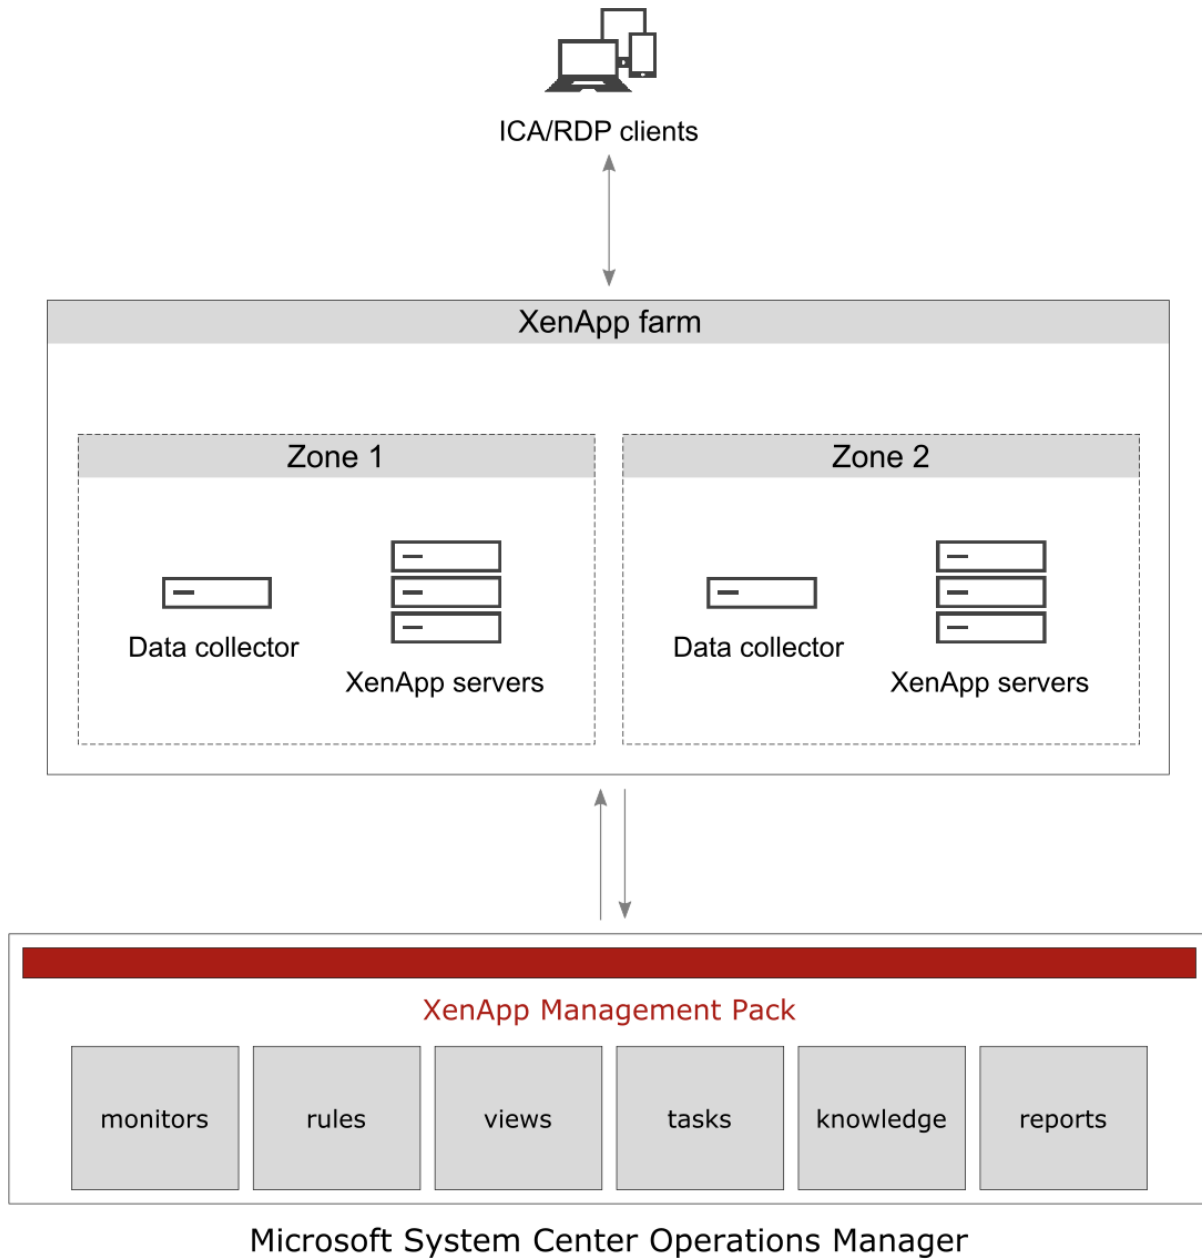 ICA/RDP clients
XenApp farm
Zone 1
Zone 2
Data collector
XenApp servers
Data collector
XenApp servers
XenApp Management Pack
monitors
rules
views
tasks
knowledge
reports
Microsoft System Center Operations Manager